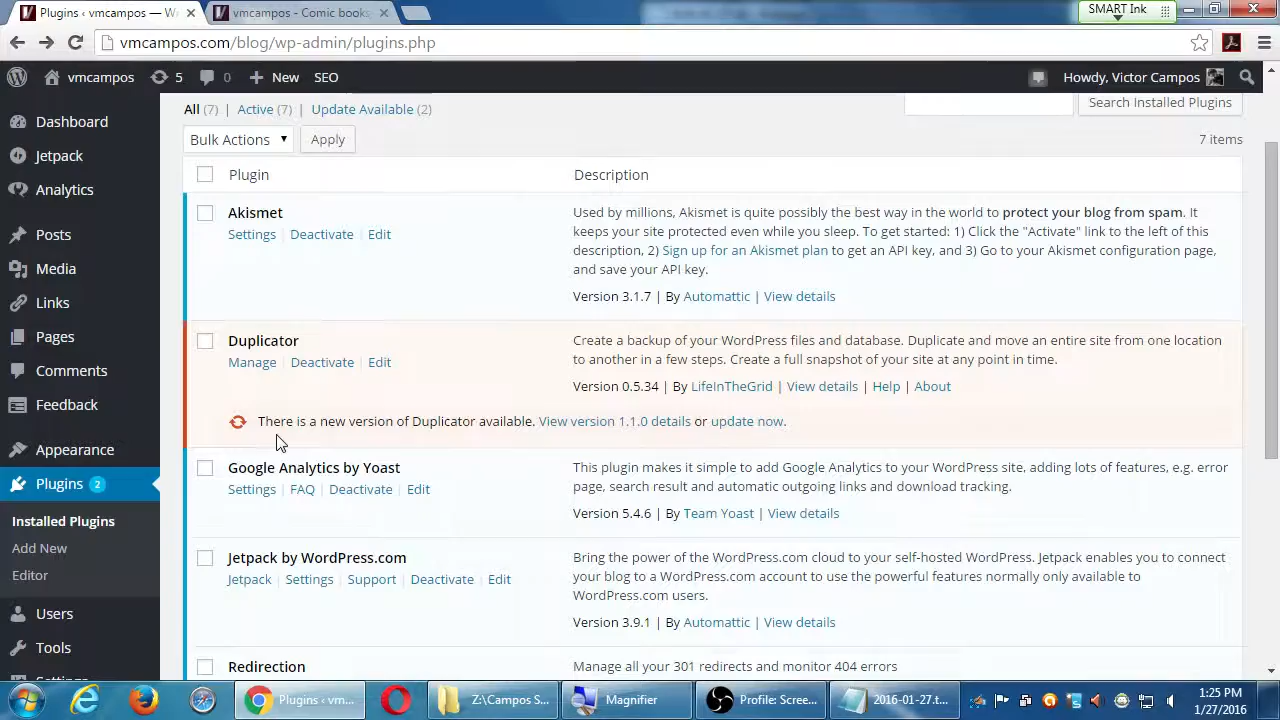 Plugins ‹ vmcampos — W
vmcampos - Comic books
SMART Ink
vmcampos.com/blog/wp-admin/plugins.php
vmcampos 5 0 New SEO Howdy, Victor Campos
Dashboard
Jetpack
Analytics
Posts
Media
Links
Pages
Comments
Feedback
Appearance
Plugins 2
Installed Plugins
Add New
Editor
Users
Tools
All (7) | Active (7) | Update Available (2)
Search Installed Plugins
Bulk Actions Apply 7 items
Plugin Description
Akismet
Settings | Deactivate | Edit
Used by millions, Akismet is quite possibly the best way in the world to protect your blog from spam. It
keeps your site protected even while you sleep. To get started: 1) Click the "Activate" link to the left of this
description, 2) Sign up for an Akismet plan to get an API key, and 3) Go to your Akismet configuration page,
and save your API key.
Version 3.1.7 | By Automattic | View details
Duplicator
Manage | Deactivate | Edit
Create a backup of your WordPress files and database. Duplicate and move an entire site from one location
to another in a few steps. Create a full snapshot of your site at any point in time.
Version 0.5.34 | By LifeInTheGrid | View details | Help | About
There is a new version of Duplicator available. View version 1.1.0 details or update now.
Google Analytics by Yoast
Settings | FAQ | Deactivate | Edit
This plugin makes it simple to add Google Analytics to your WordPress site, adding lots of features, e.g. error
page, search result and automatic outgoing links and download tracking.
Version 5.4.6 | By Team Yoast | View details
Jetpack by WordPress.com
Jetpack | Settings | Support | Deactivate | Edit
Bring the power of the WordPress.com cloud to your self-hosted WordPress. Jetpack enables you to connect
your blog to a WordPress.com account to use the powerful features normally only available to
WordPress.com users.
Version 3.9.1 | By Automattic | View details
Redirection
Manage all your 301 redirects and monitor 404 errors
Plugins ‹ vm...
Z:\Campos S...
Magnifier
Profile: Scree...
2016-01-27.t...
1:25 PM
1/27/2016